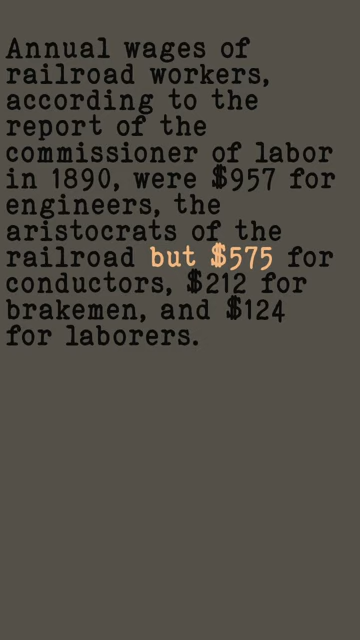 Annual wages of
railroad workers,
according to the
report of the
commissioner of labor
in 1890, were $957 for
engineers, the
aristocrats of the
railroad but $575 for
conductors, $212 for
brakemen, and $124
for laborers.